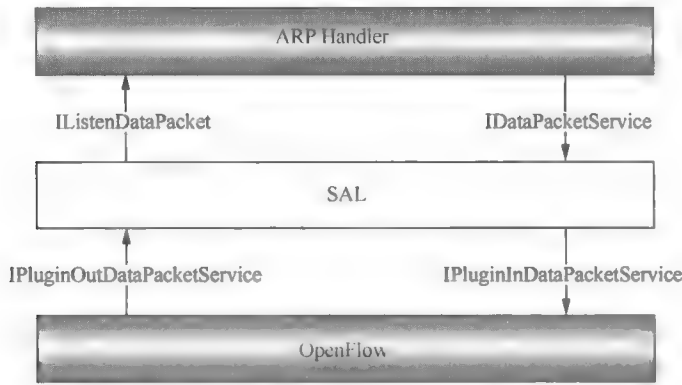 ARP Handler
IListenDataPacket
IDataPacketService
SAL
IPluginOutDataPacketService
IPluginInDataPacketService
OpenFlow